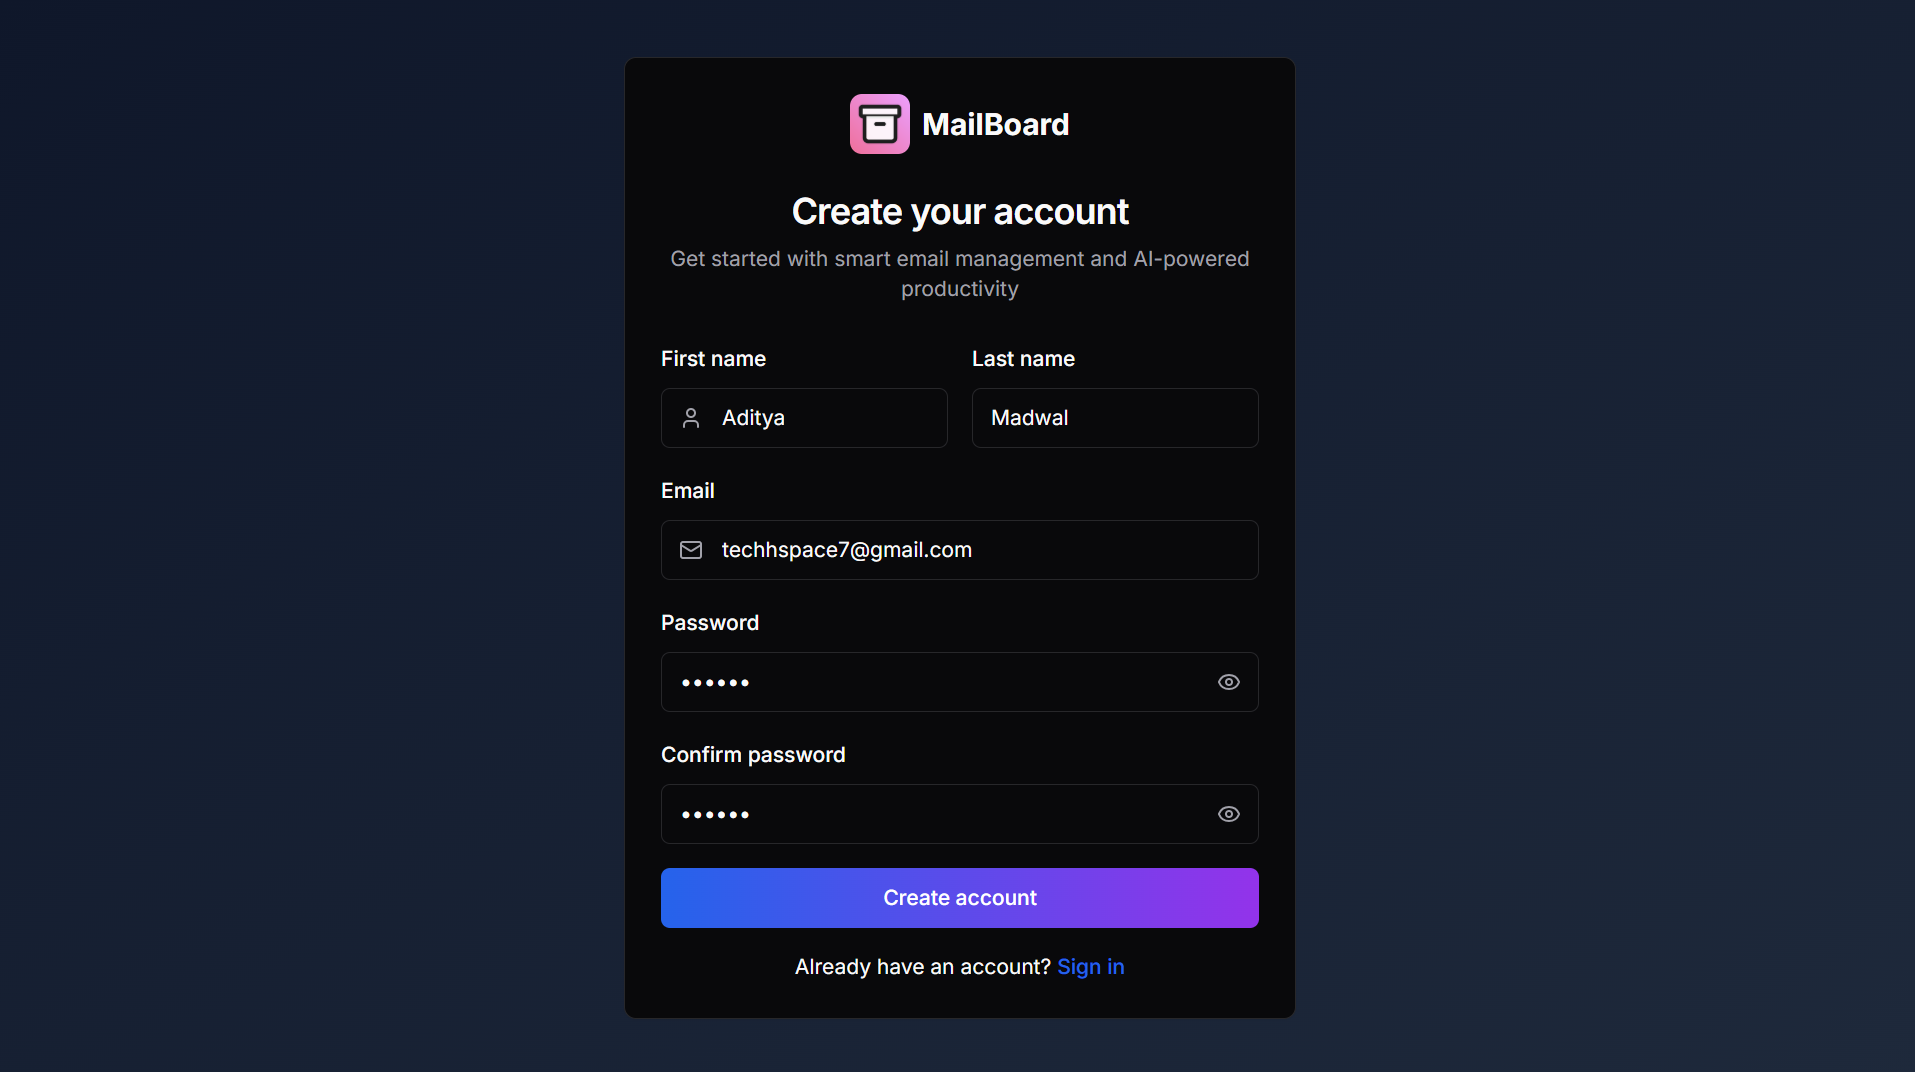 MailBoard
Create your account
Get started with smart email management and AI-powered
productivity
First name
Last name
Aditya
Madwal
Email
techhspace7@gmail.com
Password
••••••
Confirm password
••••••
Create account
Already have an account? Sign in